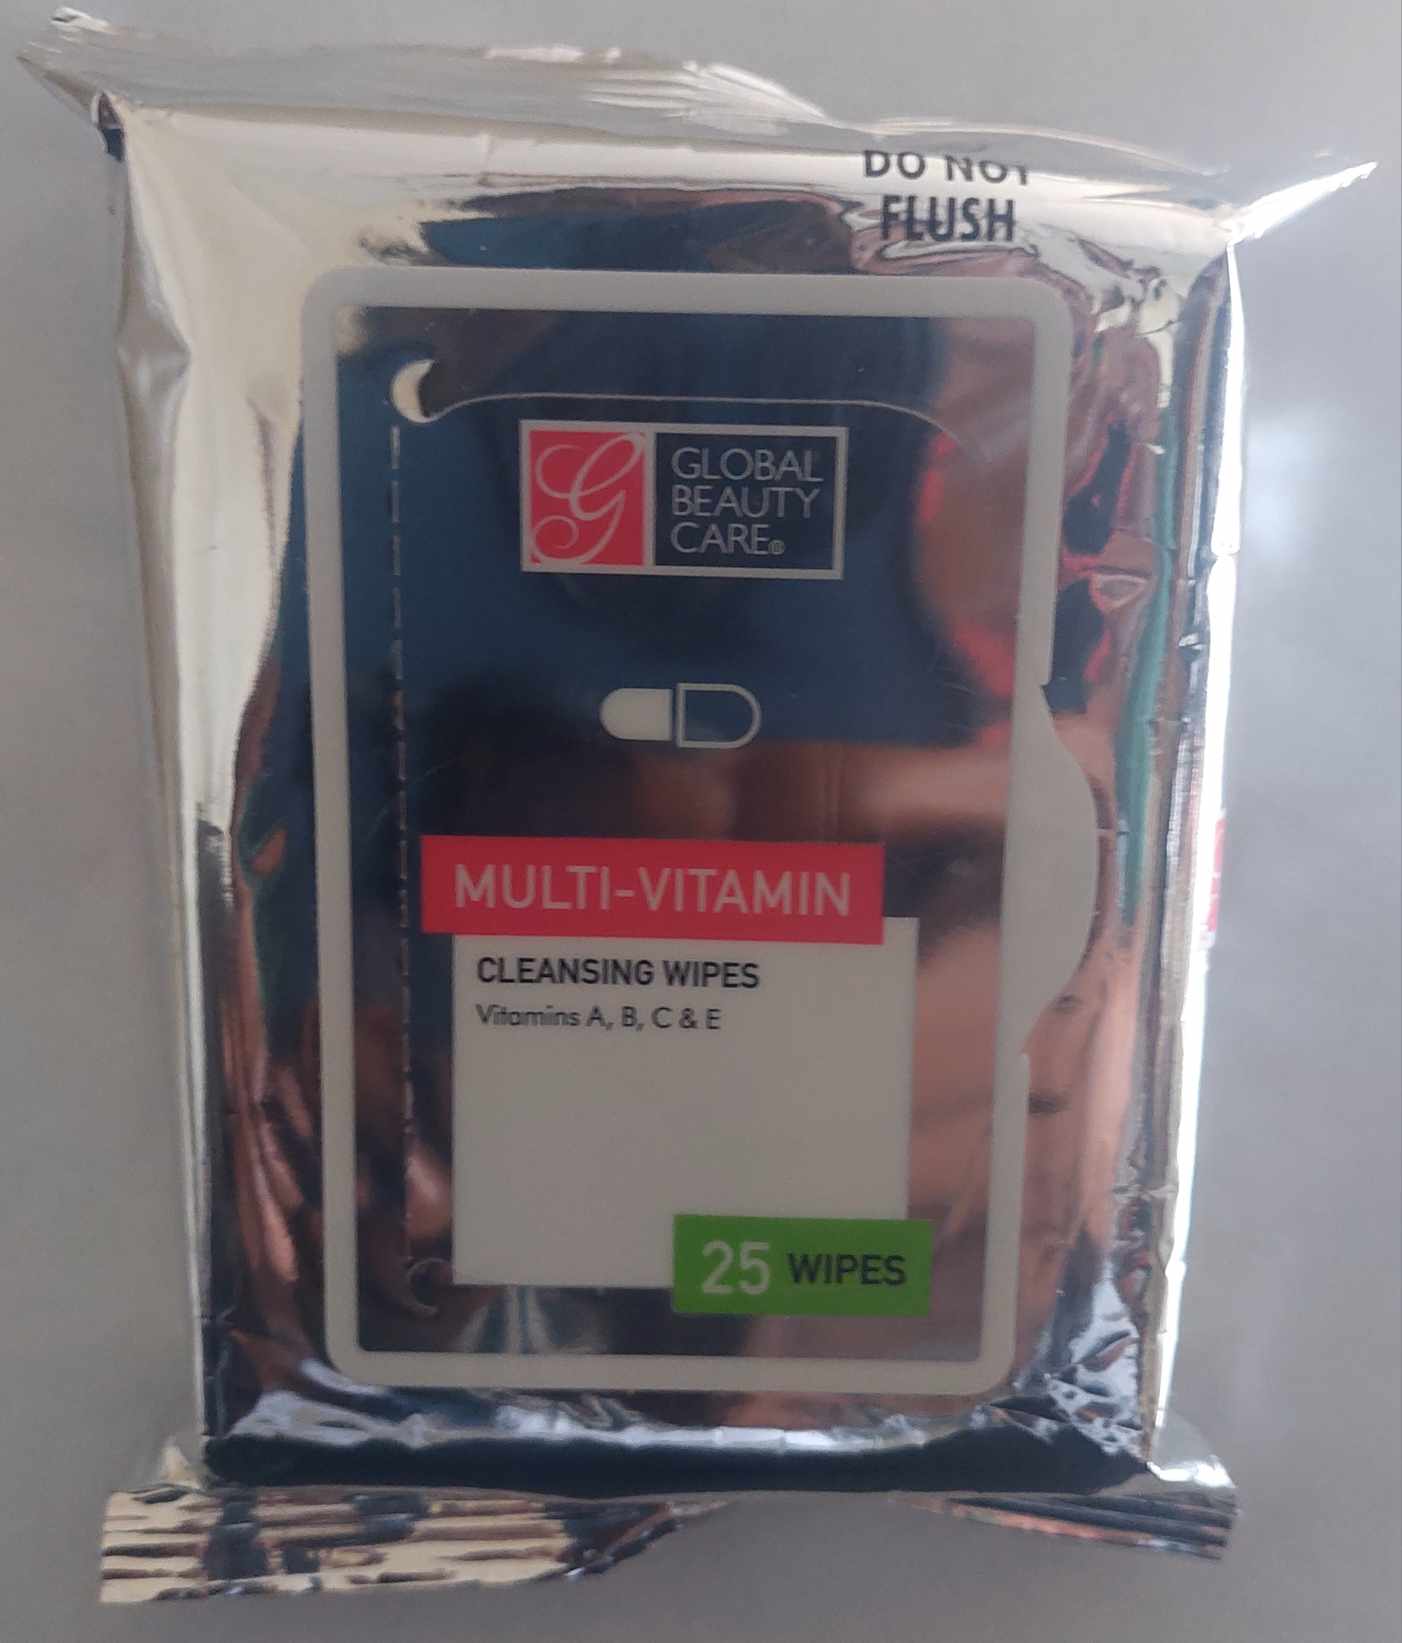 DO NOT
FLUSH
G
GLOBAL
BEAUTY
CARE®
MULTI-VITAMIN
CLEANSING WIPES
Vitamins A, B, C & E
25 WIPES